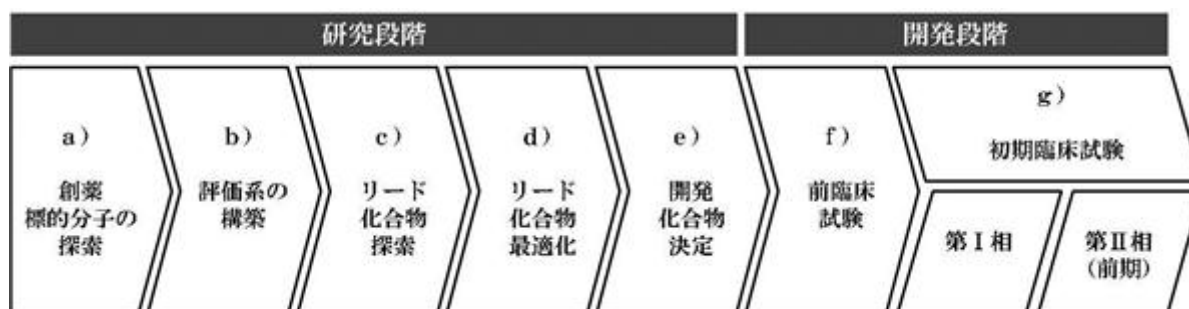 研究段階
開発段階
a)
創薬
標的分子の
探索
b)
評価系の
構築
c)
リード
化合物
探索
d)
リード
化合物
最適化
e)
開発
化合物
決定
f)
前臨床
試験
g)
初期臨床試験
第Ⅰ相
第Ⅱ相
(前期)